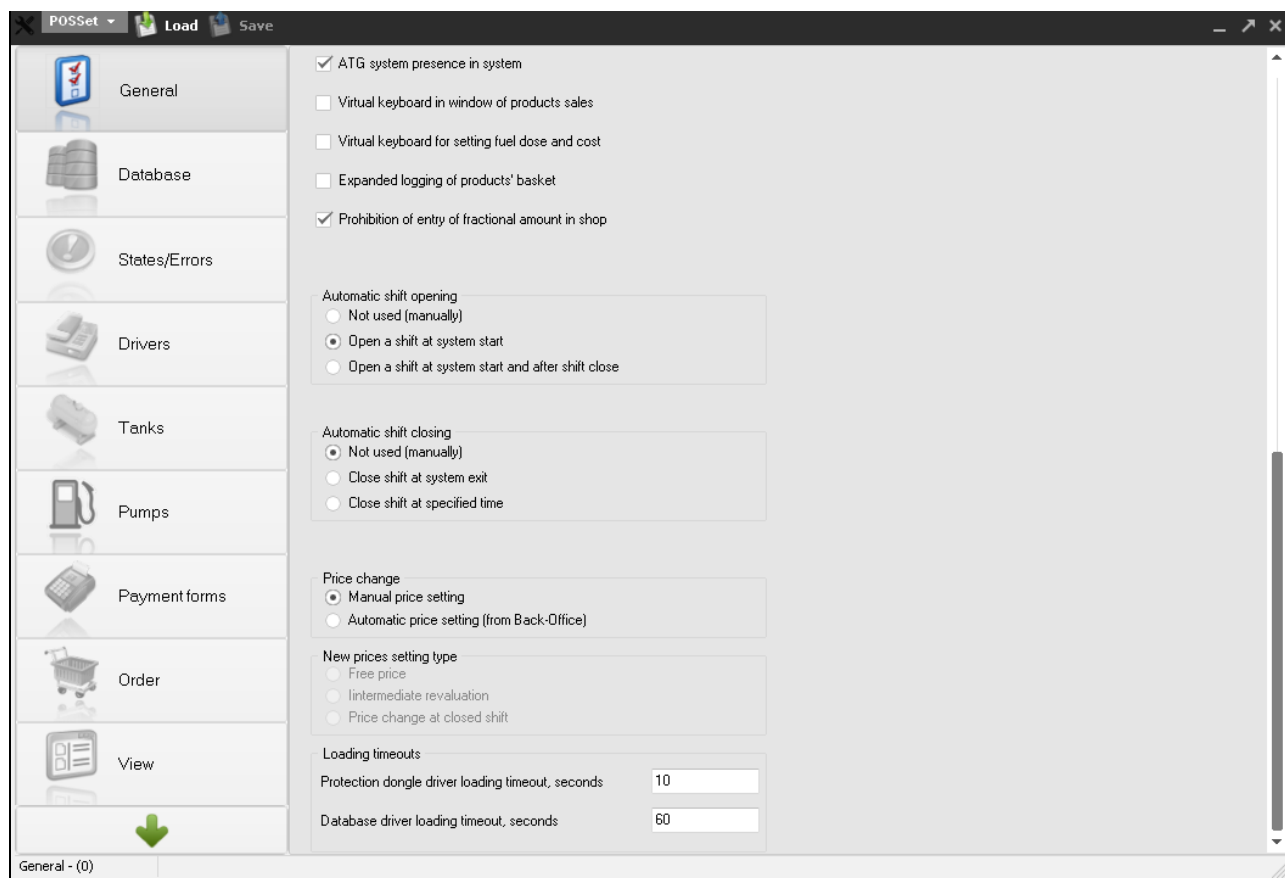 POSSet Load Save
General
Database
States/Errors
Drivers
Tanks
Pumps
Payment forms
Order
View
ATG system presence in system
Virtual keyboard in window of products sales
Virtual keyboard for setting fuel dose and cost
Expanded logging of products' basket
Prohibition of entry of fractional amount in shop
Automatic shift opening
Not used (manually)
Open a shift at system start
Open a shift at system start and after shift close
Automatic shift closing
Not used (manually)
Close shift at system exit
Close shift at specified time
Price change
Manual price setting
Automatic price setting (from Back-Office)
New prices setting type
Free price
Iintermediate revaluation
Price change at closed shift
Loading timeouts
Protection dongle driver loading timeout, seconds 10
Database driver loading timeout, seconds 60
General - (0)